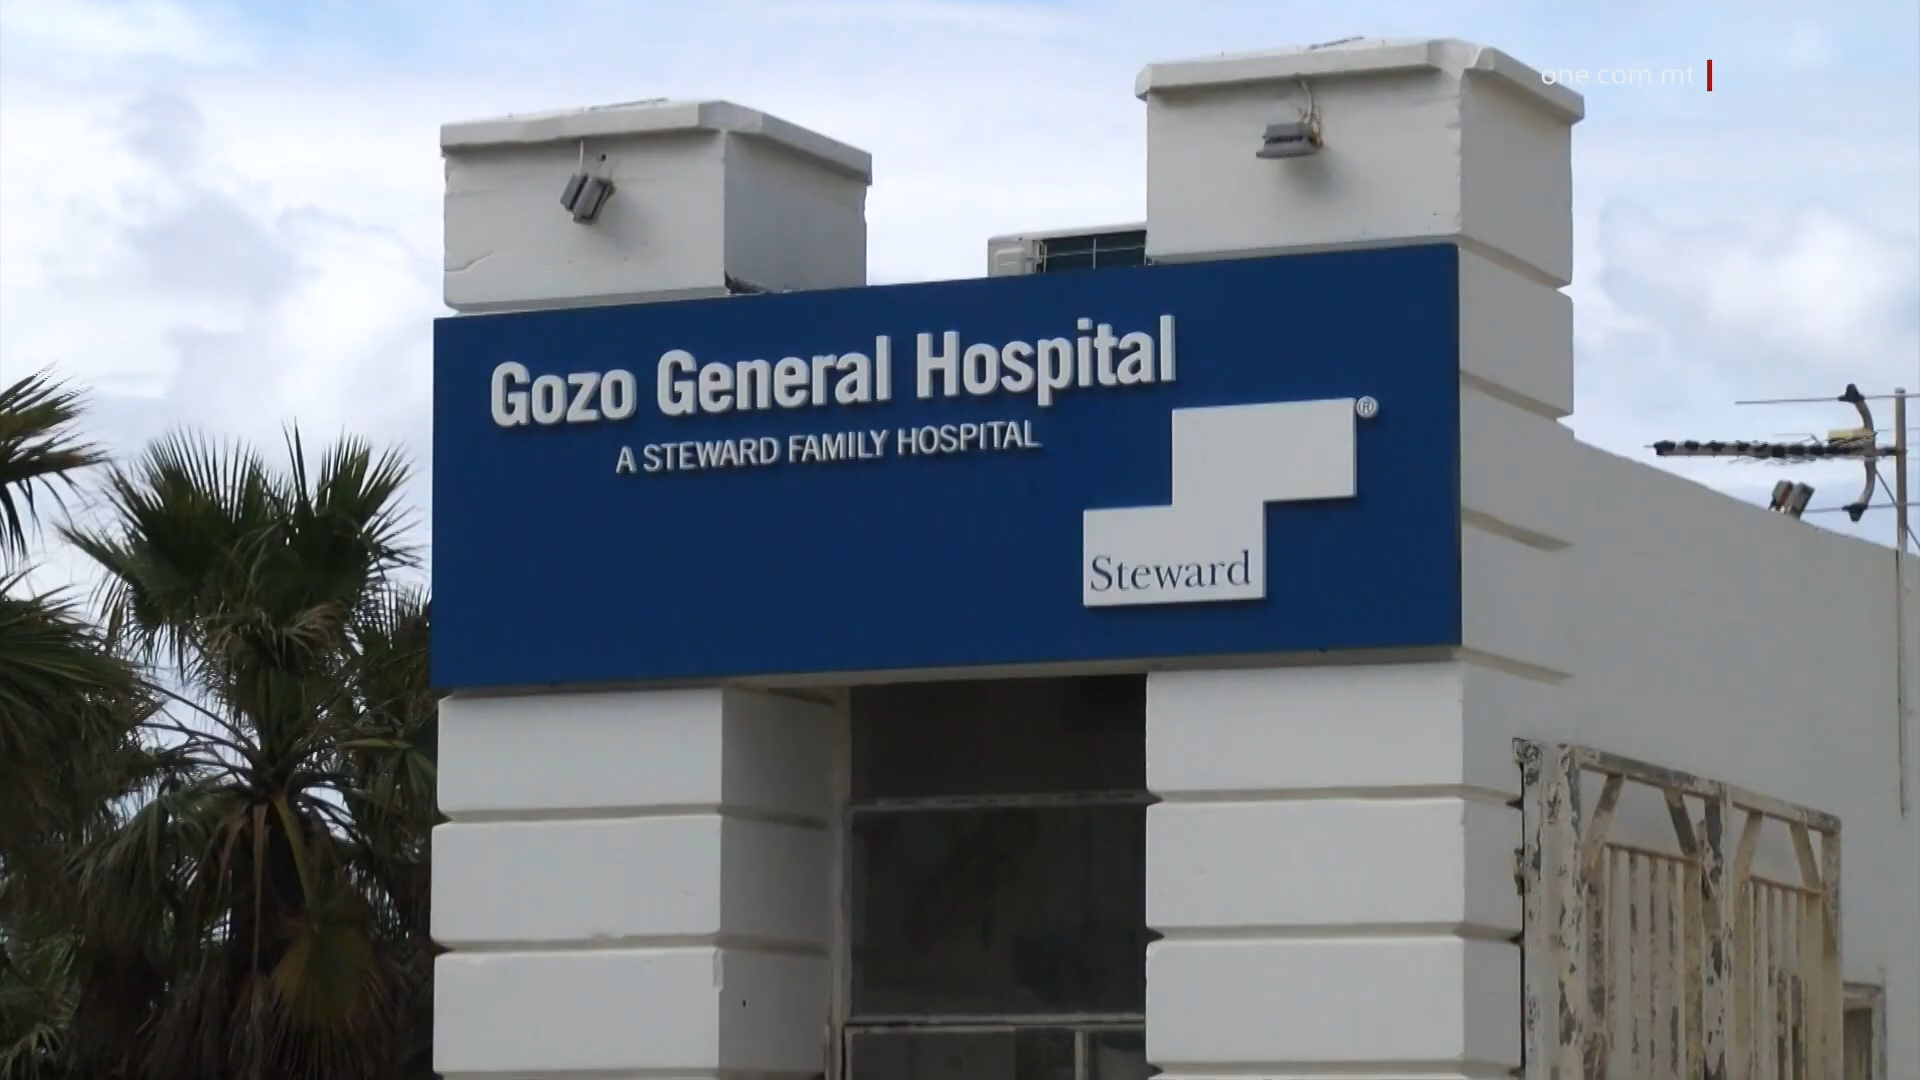 one.com.mt
Gozo General Hospital
A STEWARD FAMILY HOSPITAL
®
Steward